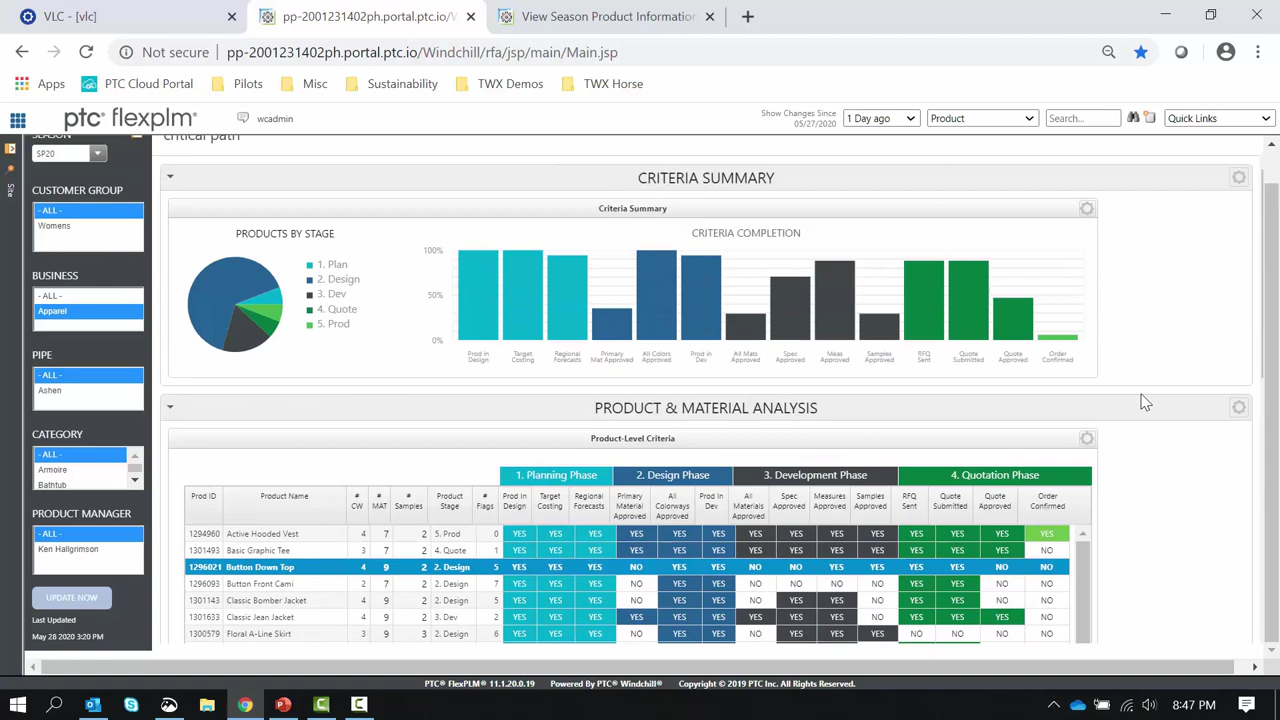 VLC - [vlc]
pp-2001231402ph.portal.ptc.io/W
View Season Product Information
Not secure
pp-2001231402ph.portal.ptc.io/Windchill/rfa/jsp/main/Main.jsp
Apps
PTC Cloud Portal
Pilots
Misc
Sustainability
TWX Demos
TWX Horse
ptc flexplm
wcadmin
Show Changes Since
05/27/2020
1 Day ago
Product
Search...
Quick Links
Site
SEASON
SP20
CUSTOMER GROUP
- ALL -
Womens
BUSINESS
- ALL -
Apparel
PIPE
- ALL -
Ashen
CATEGORY
- ALL -
Armoire
Bathtub
PRODUCT MANAGER
- ALL -
Ken Hallgrimson
UPDATE NOW
Last Updated
May 28 2020 3:20 PM
Critical path
CRITERIA SUMMARY
Criteria Summary
PRODUCTS BY STAGE
1. Plan
2. Design
3. Dev
4. Quote
5. Prod
CRITERIA COMPLETION
100%
50%
0%
Prod in Design
Target Costing
Regional Forecasts
Primary Mat Approved
All Colors Approved
Prod in Dev
All Mats Approved
Spec Approved
Meas Approved
Samples Approved
RFQ Sent
Quote Submitted
Quote Approved
Order Confirmed
PRODUCT & MATERIAL ANALYSIS
Product-Level Criteria
1. Planning Phase 2. Design Phase 3. Development Phase 4. Quotation Phase
Prod ID Product Name # CW # MAT # Samples Product Stage # Flags Prod In Design Target Costing Regional Forecasts Primary Material Approved All Colorways Approved Prod In Dev All Materials Approved Spec Approved Measures Approved Samples Approved RFQ Sent Quote Submitted Quote Approved Order Confirmed
1294960 Active Hooded Vest 4 7 2 5. Prod 0 YES YES YES YES YES YES YES YES YES YES YES YES YES YES
1301493 Basic Graphic Tee 3 7 2 4. Quote 1 YES YES YES YES YES YES YES YES YES YES YES YES YES NO
1296021 Button Down Top 4 9 2 2. Design 5 YES YES YES NO YES YES NO NO YES YES YES YES NO NO
1296093 Button Front Cami 2 7 2 2. Design 7 YES YES YES NO YES YES NO NO NO NO YES YES NO NO
1301143 Classic Bomber Jacket 4 9 2 2. Design 5 YES YES YES NO YES YES NO YES YES NO YES YES NO NO
1301633 Classic Jean Jacket 4 9 2 3. Dev 2 YES YES YES YES YES YES YES YES YES NO YES YES YES NO
1300579 Floral A-Line Skirt 3 9 3 2. Design 6 YES YES YES NO YES YES NO YES YES YES NO NO NO NO
PTC® FlexPLM ® 11.1.20.0.19 Powered By PTC® Windchill® Copyright © 2019 PTC Inc. All Rights Reserved.
8:47 PM